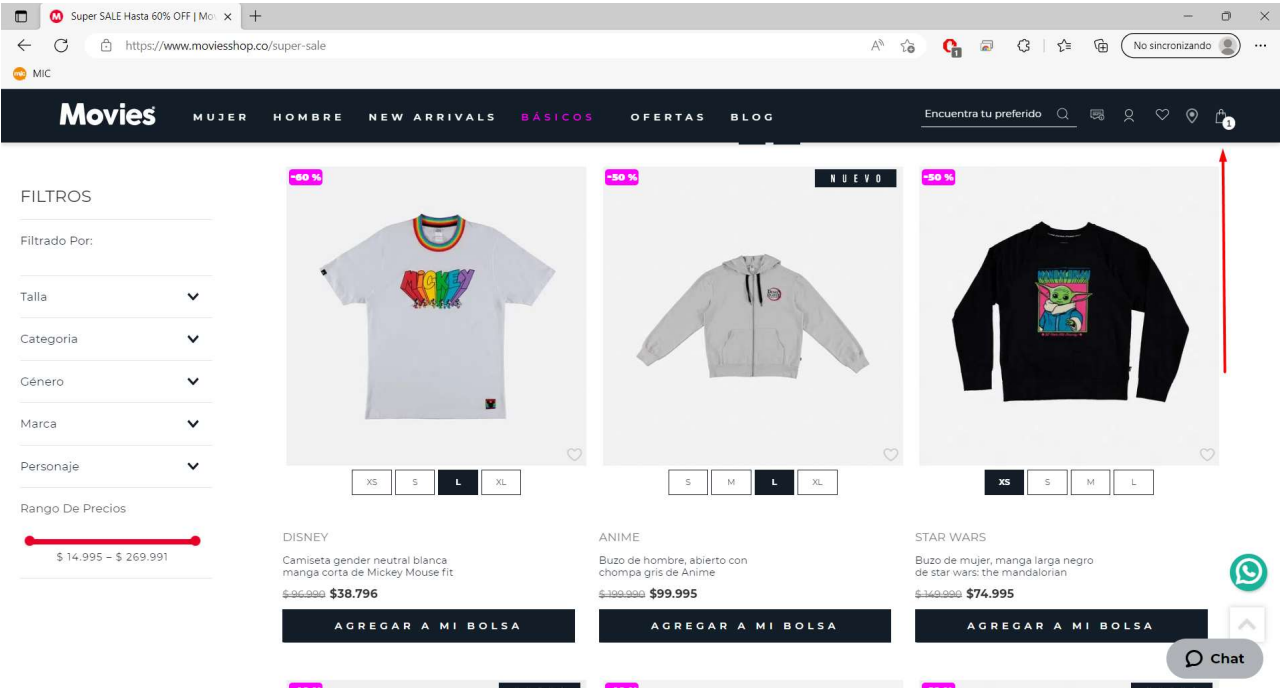 Super SALE Hasta 60% OFF | Mov
https://www.moviesshop.co/super-sale
1
No sincronizando
MIC
Movies
MUJER HOMBRE NEW ARRIVALS BÁSICOS OFERTAS BLOG
Encuentra tu preferido
1
FILTROS
Filtrado Por:
Talla
Categoria
Género
Marca
Personaje
Rango De Precios
$ 14.995 – $ 269.991
-60 %
MICKEY
XS S L XL
DISNEY
Camiseta gender neutral blanca
manga corta de Mickey Mouse fit
$ 96.990 $38.796
AGREGAR A MI BOLSA
-50 %
NUEVO
S M L XL
ANIME
Buzo de hombre, abierto con
chompa gris de Anime
$ 199.990 $99.995
AGREGAR A MI BOLSA
-50 %
XS S M L
STAR WARS
Buzo de mujer, manga larga negro
de star wars: the mandalorian
$ 149.990 $74.995
AGREGAR A MI BOLSA
Chat